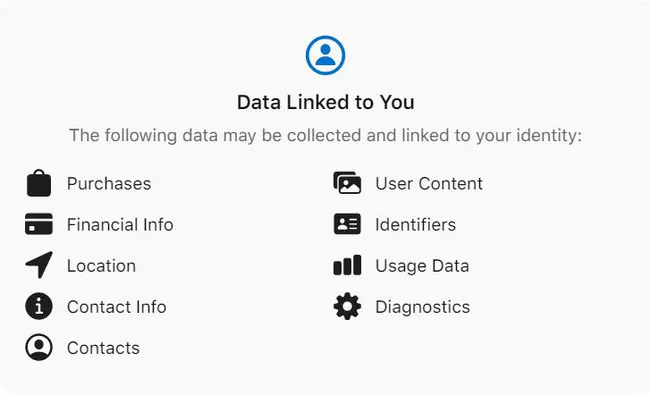 Data Linked to You
The following data may be collected and linked to your identity:
Purchases
Financial Info
Location
Contact Info
Contacts
User Content
Identifiers
Usage Data
Diagnostics